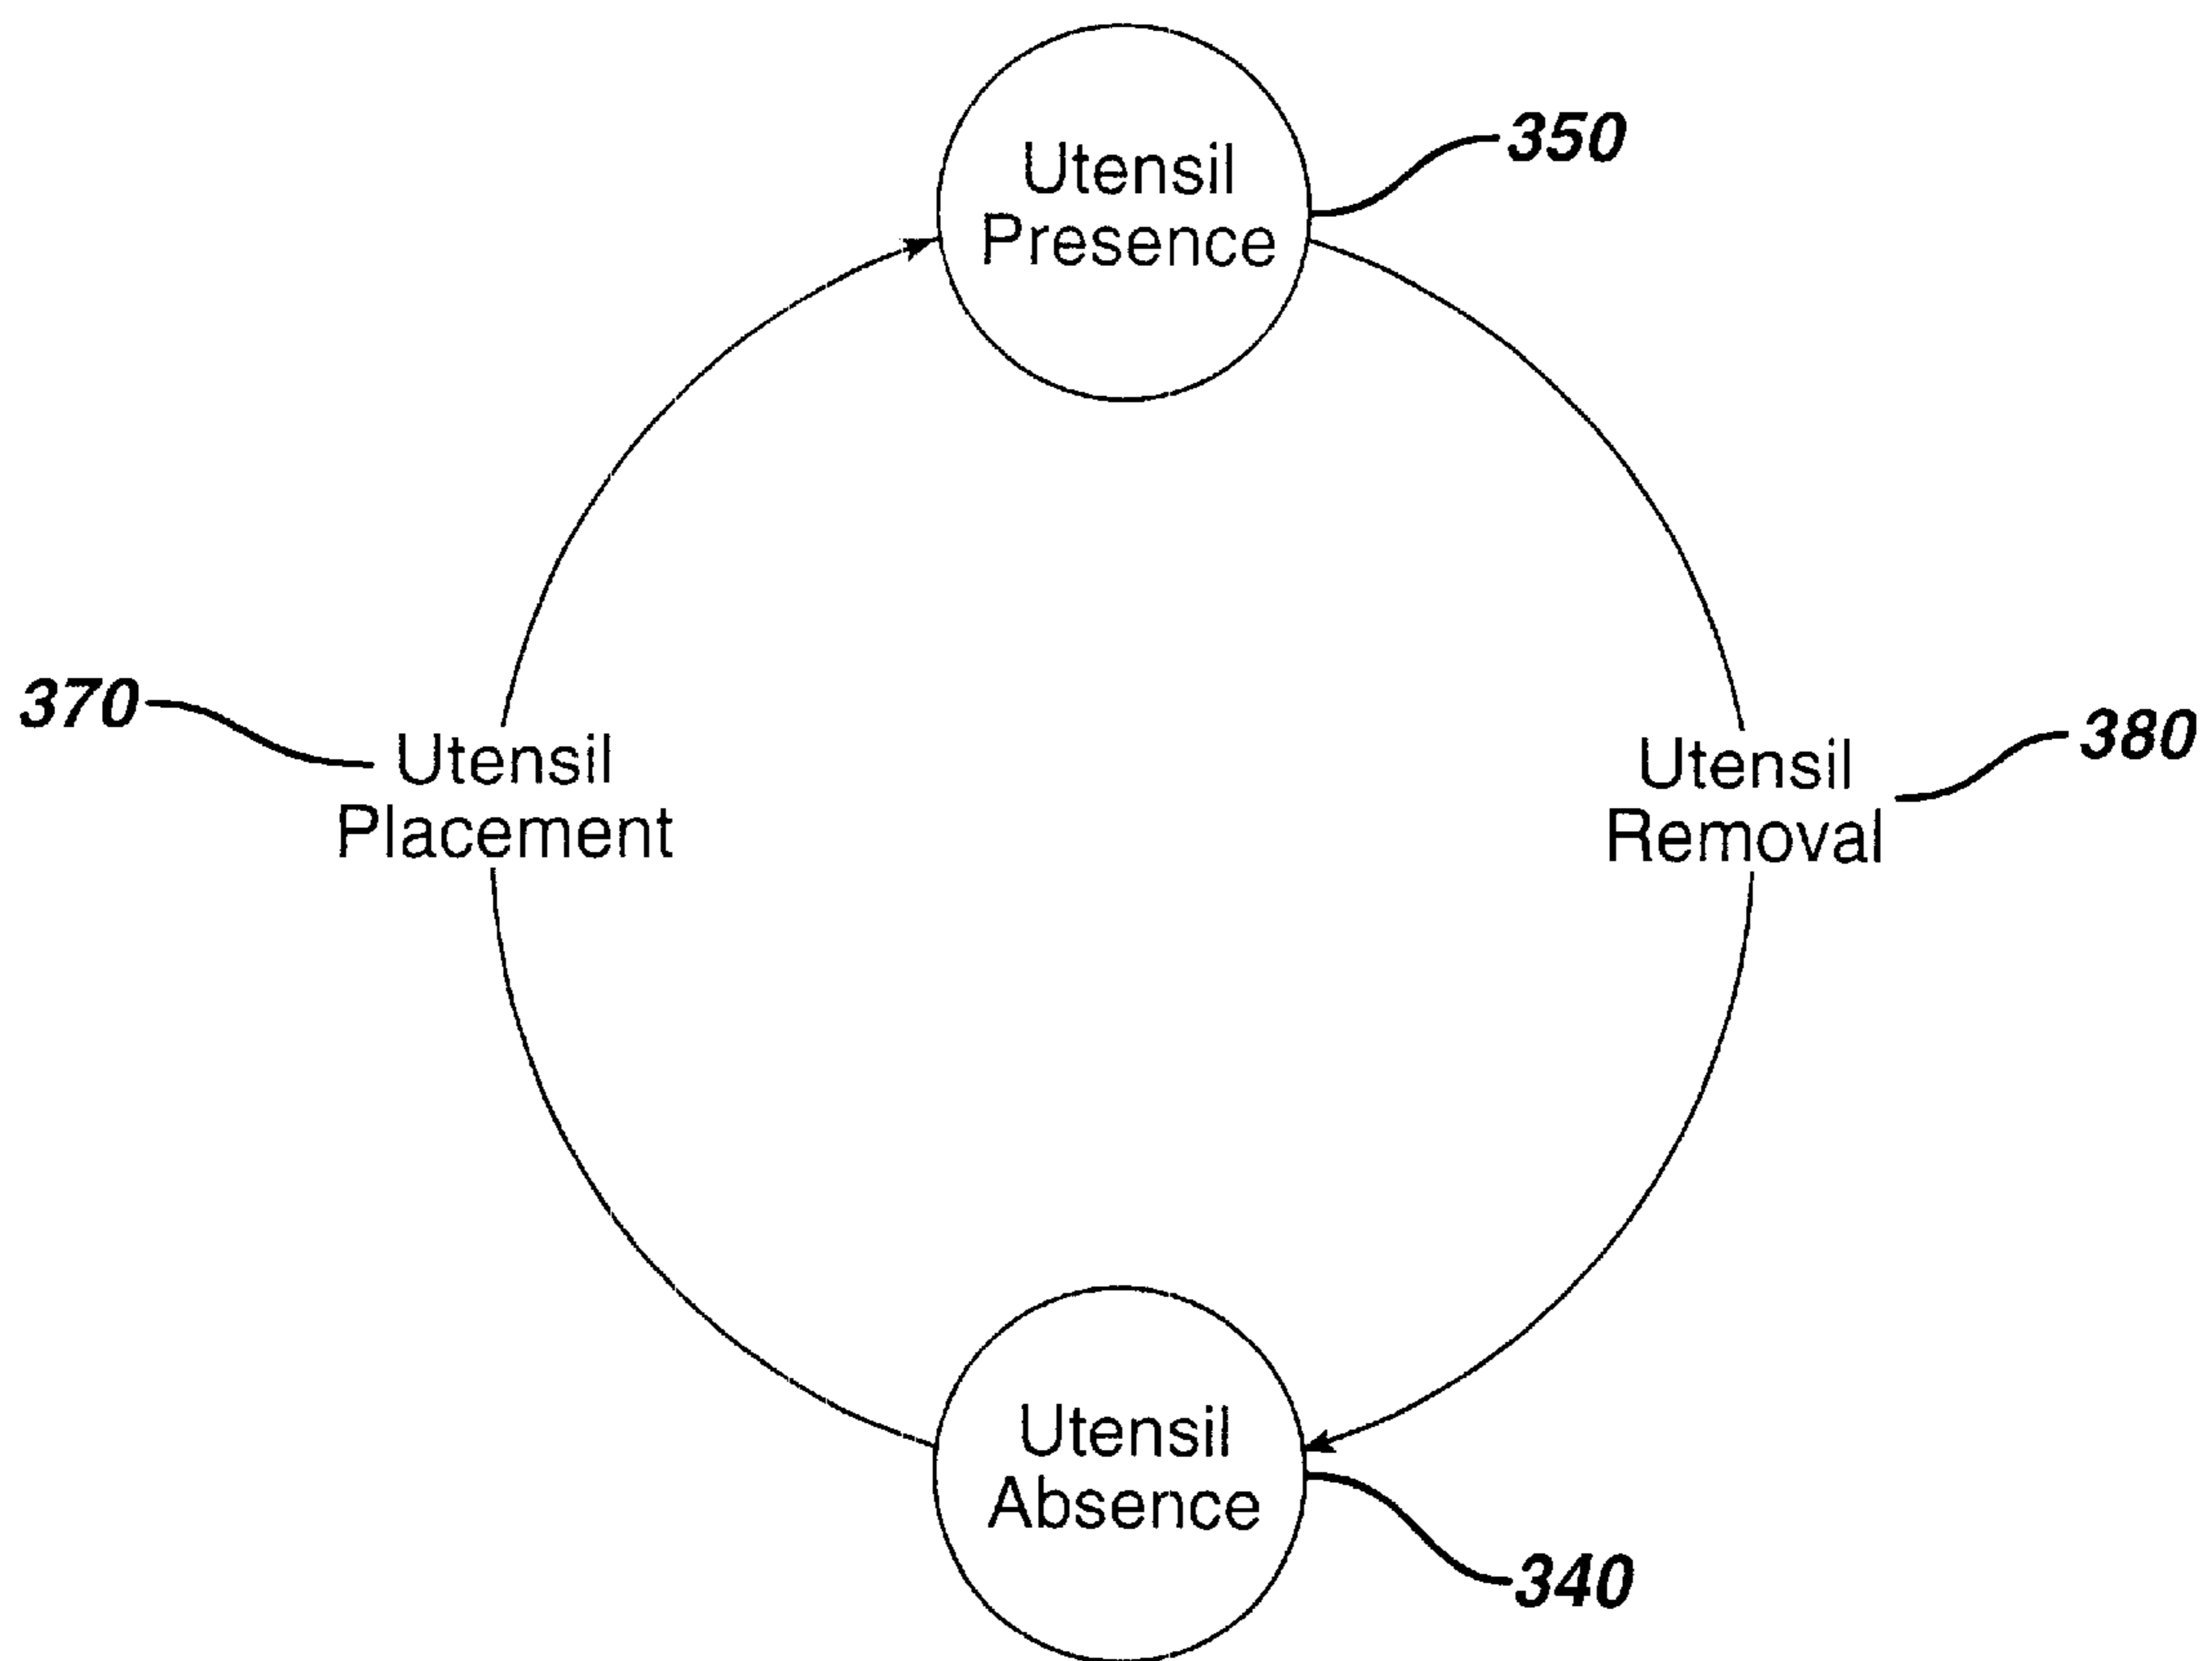 Utensil
Presence
350
370
Utensil
Placement
Utensil
Removal
380
Utensil
Absence
340